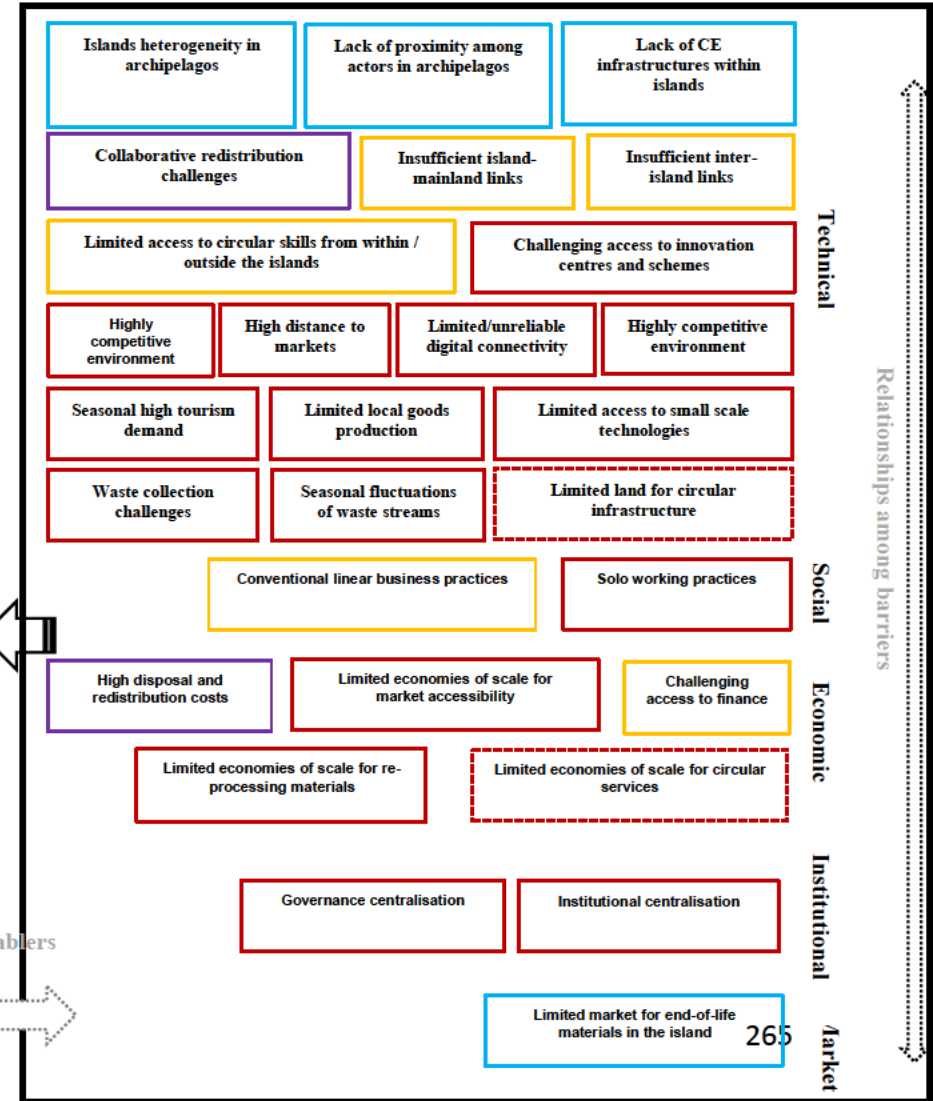 Islands heterogeneity in
archipelagos
Lack of proximity among
actors in archipelagos
Lack of CE
infrastructures within
islands
Collaborative redistribution
challenges
Insufficient island-
mainland links
Insufficient inter-
island links
Limited access to circular skills from within /
outside the islands
Challenging access to innovation
centres and schemes
Technical
Highly
competitive
environment
High distance to
markets
Limited/unreliable
digital connectivity
Highly competitive
environment
Seasonal high tourism
demand
Limited local goods
production
Limited access to small scale
technologies
Waste collection
challenges
Seasonal fluctuations
of waste streams
Limited land for circular
infrastructure
Relationships among barriers
Conventional linear business practices
Solo working practices
Social
High disposal and
redistribution costs
Limited economies of scale for
market accessibility
Challenging
access to finance
Economic
Limited economies of scale for re-
processing materials
Limited economies of scale for circular
services
Governance centralisation
Institutional centralisation
Institutional
ablers
Limited market for end-of-life
materials in the island
265
Market